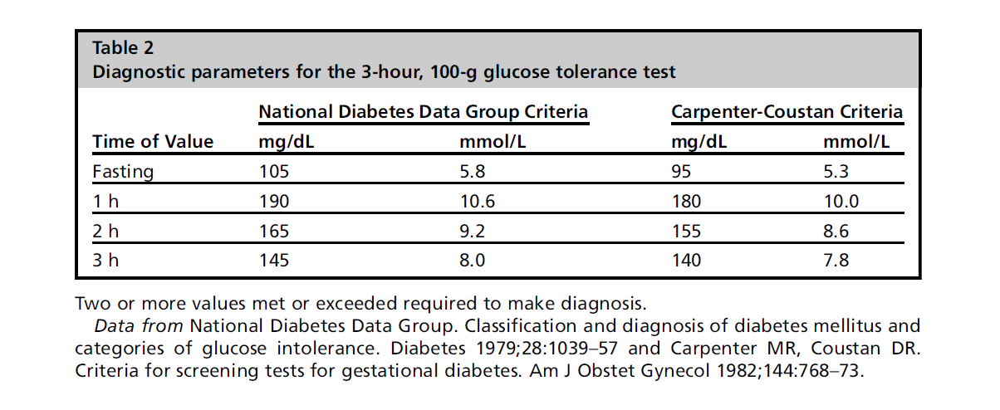 Table 2
Diagnostic parameters for the 3-hour, 100-g glucose tolerance test
National Diabetes Data Group Criteria Carpenter-Coustan Criteria
Time of Value mg/dL mmol/L mg/dL mmol/L
Fasting 105 5.8 95 5.3
1 h 190 10.6 180 10.0
2 h 165 9.2 155 8.6
3 h 145 8.0 140 7.8
Two or more values met or exceeded required to make diagnosis.
Data from National Diabetes Data Group. Classification and diagnosis of diabetes mellitus and
categories of glucose intolerance. Diabetes 1979;28:1039–57 and Carpenter MR, Coustan DR.
Criteria for screening tests for gestational diabetes. Am J Obstet Gynecol 1982;144:768–73.